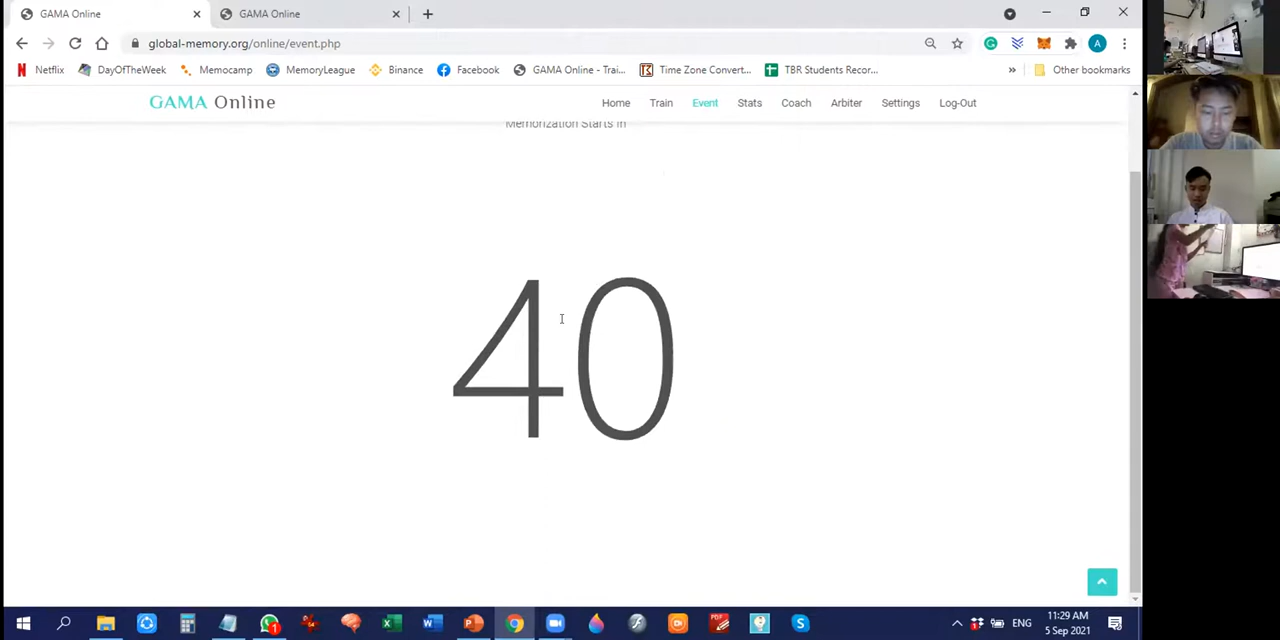 GAMA Online
GAMA Online
global-memory.org/online/event.php
Netflix
DayOfTheWeek
Memocamp
MemoryLeague
Binance
Facebook
GAMA Online - Trai...
Time Zone Convert...
TBR Students Recor...
»
Other bookmarks
GAMA Online
Home
Train
Event
Stats
Coach
Arbiter
Settings
Log-Out
Memorization Starts In
40
ENG
11:29 AM
5 Sep 2021